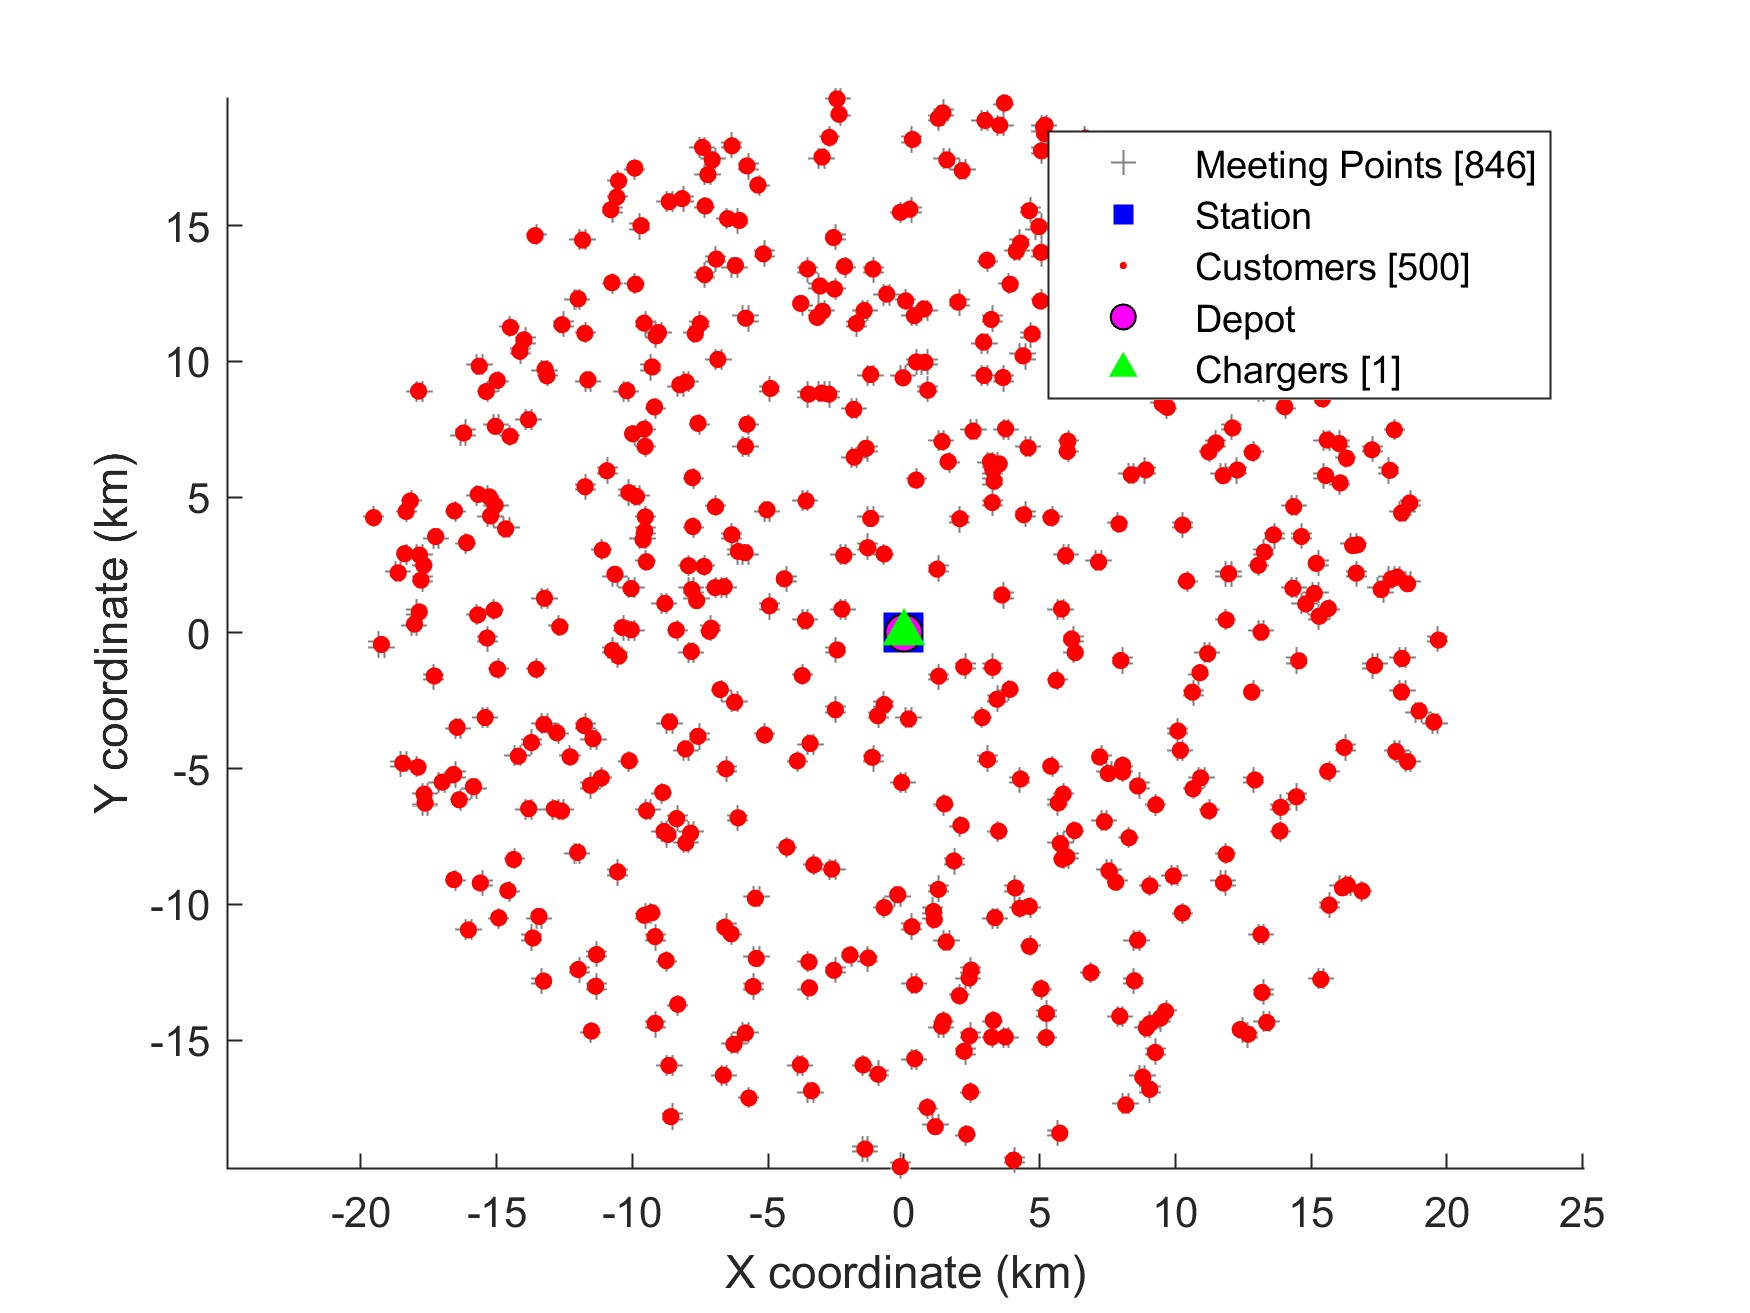 Meeting Points [846]
Station
Customers [500]
Depot
Chargers [1]
15
10
5
0
-5
-10
-15
Y coordinate (km)
-20 -15 -10 -5 0 5 10 15 20 25
X coordinate (km)